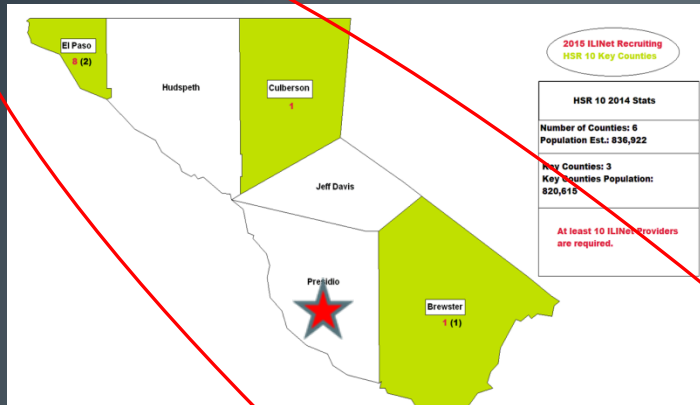 El Paso
8 (2)
Hudspeth
Culberson
1
Jeff Davis
Presidio
Brewster
1 (1)
2015 ILINet Recruiting
HSR 10 Key Counties
HSR 10 2014 Stats
Number of Counties: 6
Population Est.: 836,922
Key Counties: 3
Key Counties Population:
820,615
At least 10 ILINet Providers
are required.